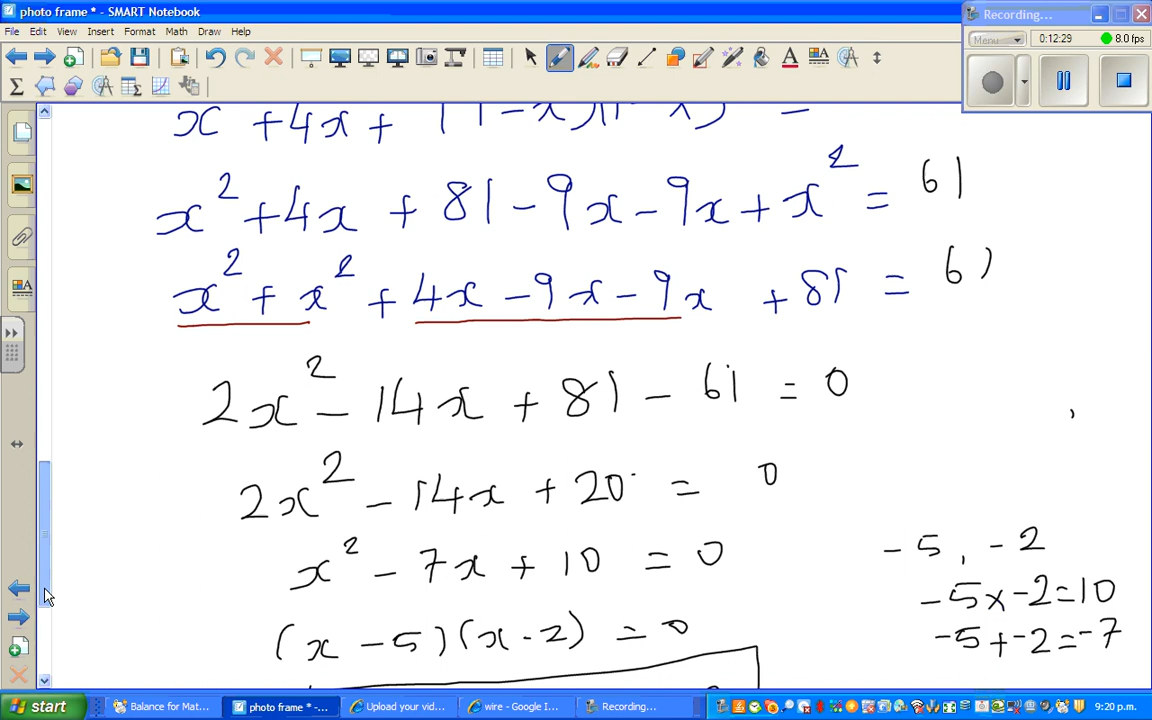 photo frame * - SMART Notebook
File Edit View Insert Format Math Draw Help
Recording...
Menu 0:12:29 8.0 fps
x + 4x +
x² + 4x + 81 - 9x - 9x + x² = 61
x² + x² + 4x - 9x - 9x + 81 = 61
2x² - 14x + 81 - 61 = 0
2x² - 14x + 20 = 0
-5, -2
x² - 7x + 10 = 0
-5 x -2 = 10
(x - 5)(x - 2) = 0
-5 + -2 = -7
start Balance for Mat... photo frame * -... Upload your vid... wire - Google I... Recording... 9:20 p.m.